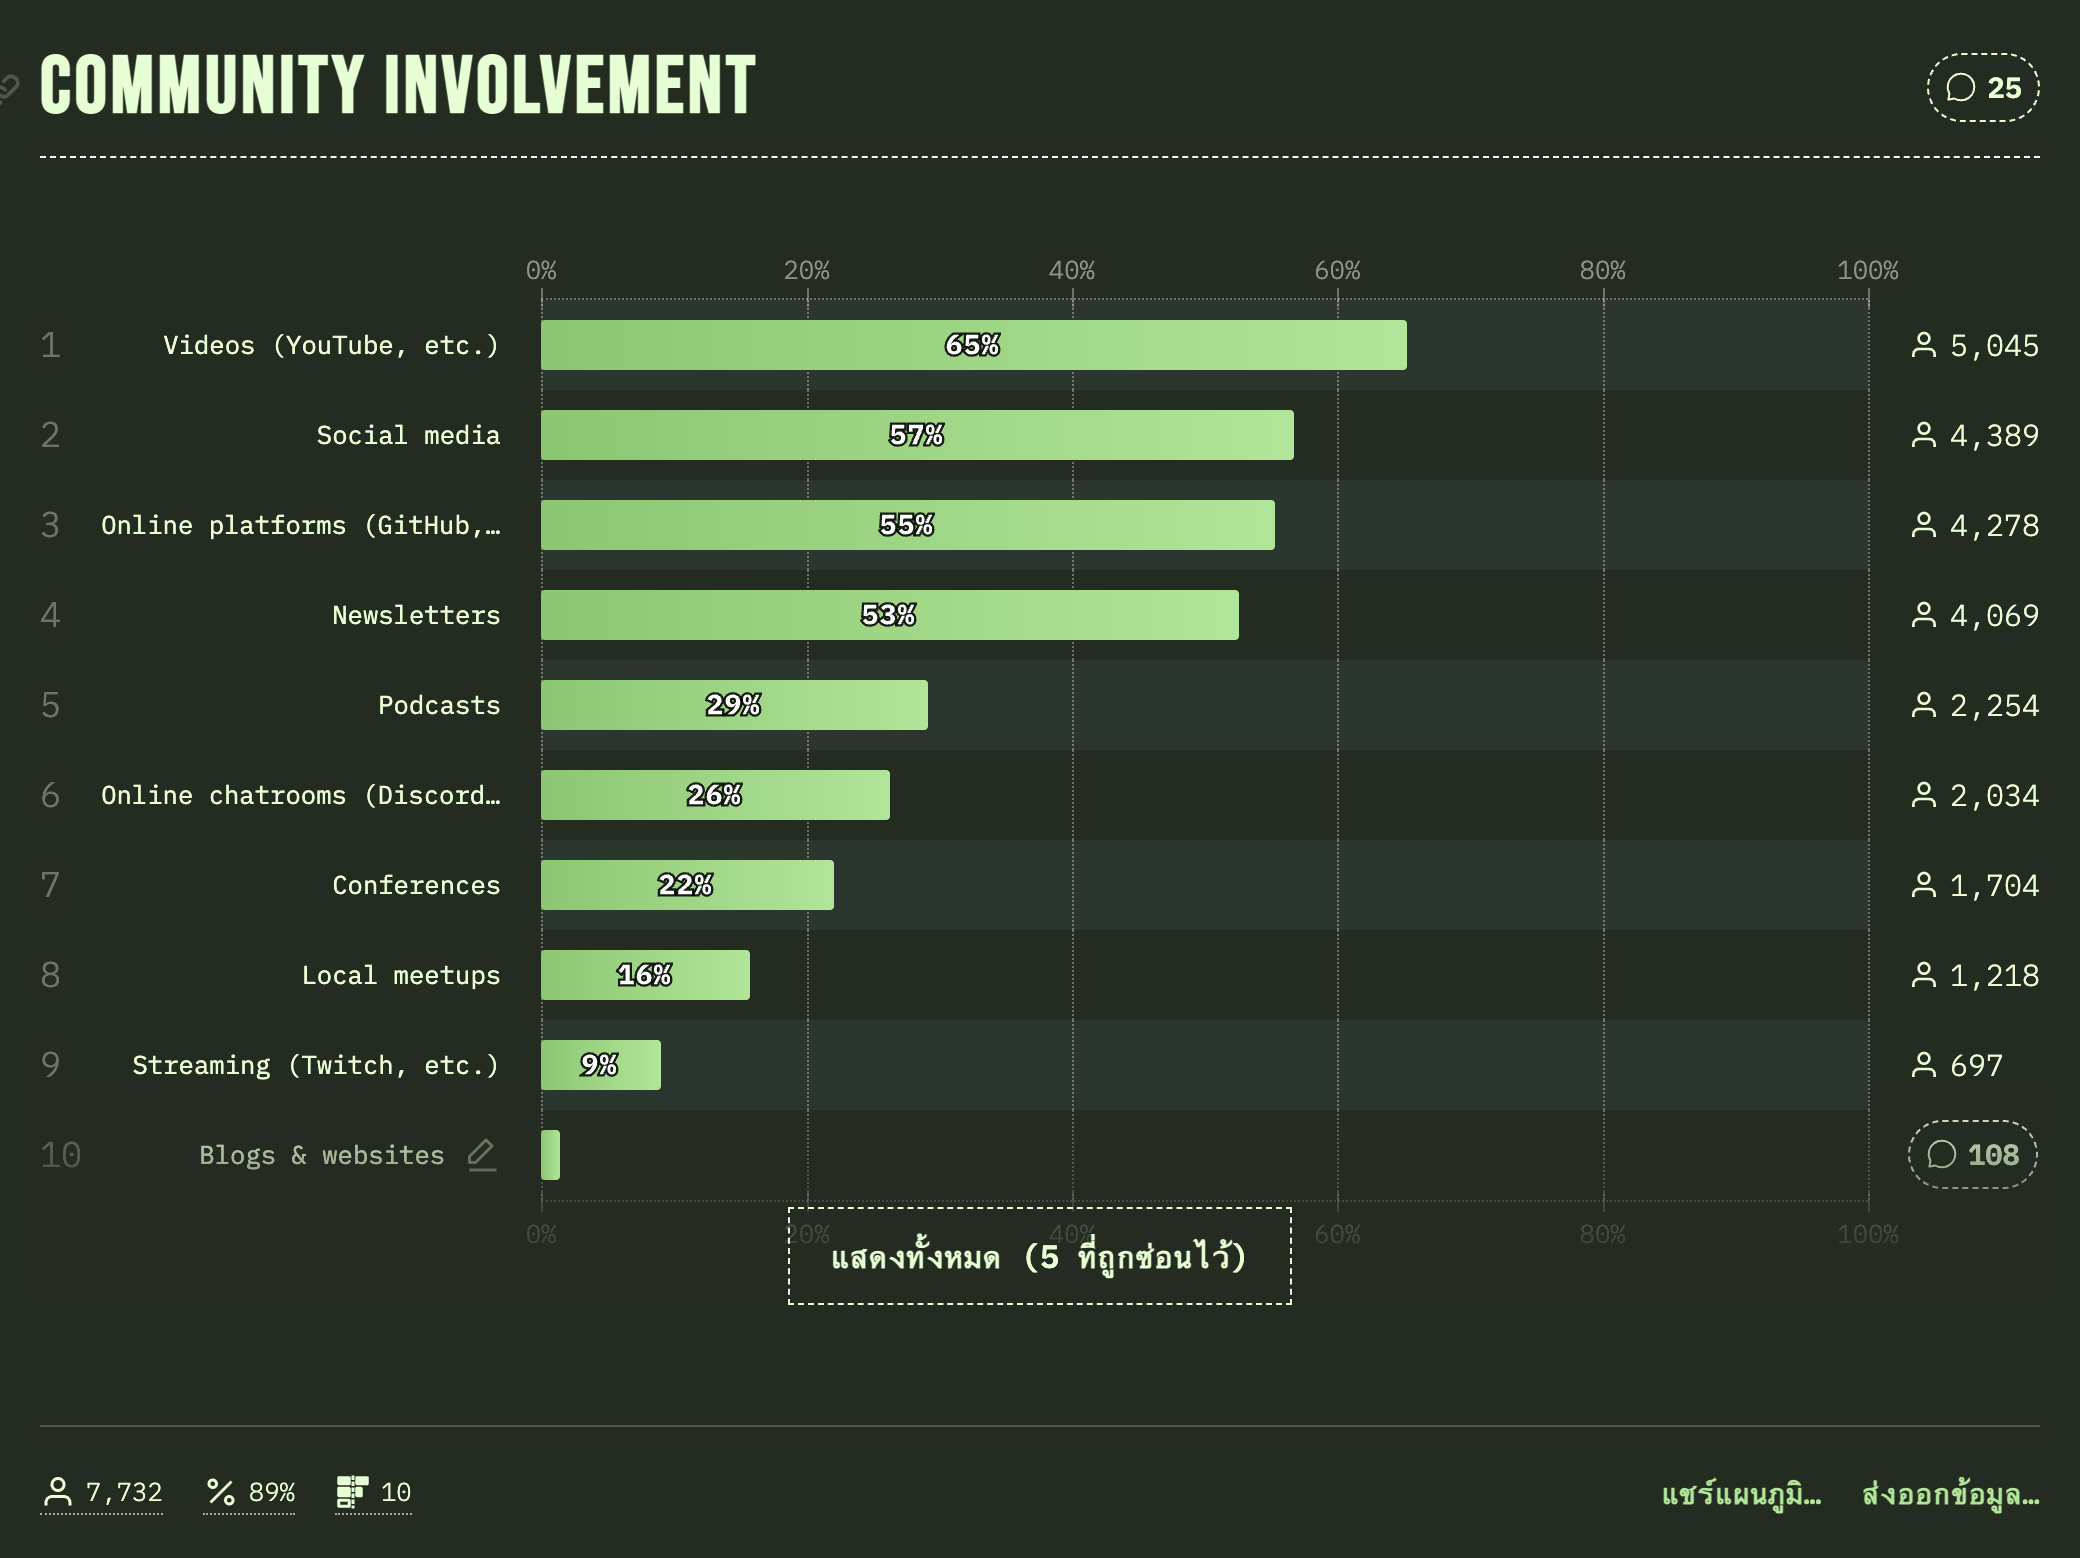 COMMUNITY INVOLVEMENT
25
0% 20% 40% 60% 80% 100%
1 Videos (YouTube, etc.) 65% 5,045
2 Social media 57% 4,389
3 Online platforms (GitHub,… 55% 4,278
4 Newsletters 53% 4,069
5 Podcasts 29% 2,254
6 Online chatrooms (Discord… 26% 2,034
7 Conferences 22% 1,704
8 Local meetups 16% 1,218
9 Streaming (Twitch, etc.) 9% 697
10 Blogs & websites 108
0% 20% 40% 60% 80% 100%
แสดงทั้งหมด (5 ที่ถูกซ่อนไว้)
7,732 89% 10 แชร์แผนภูมิ… ส่งออกข้อมูล…